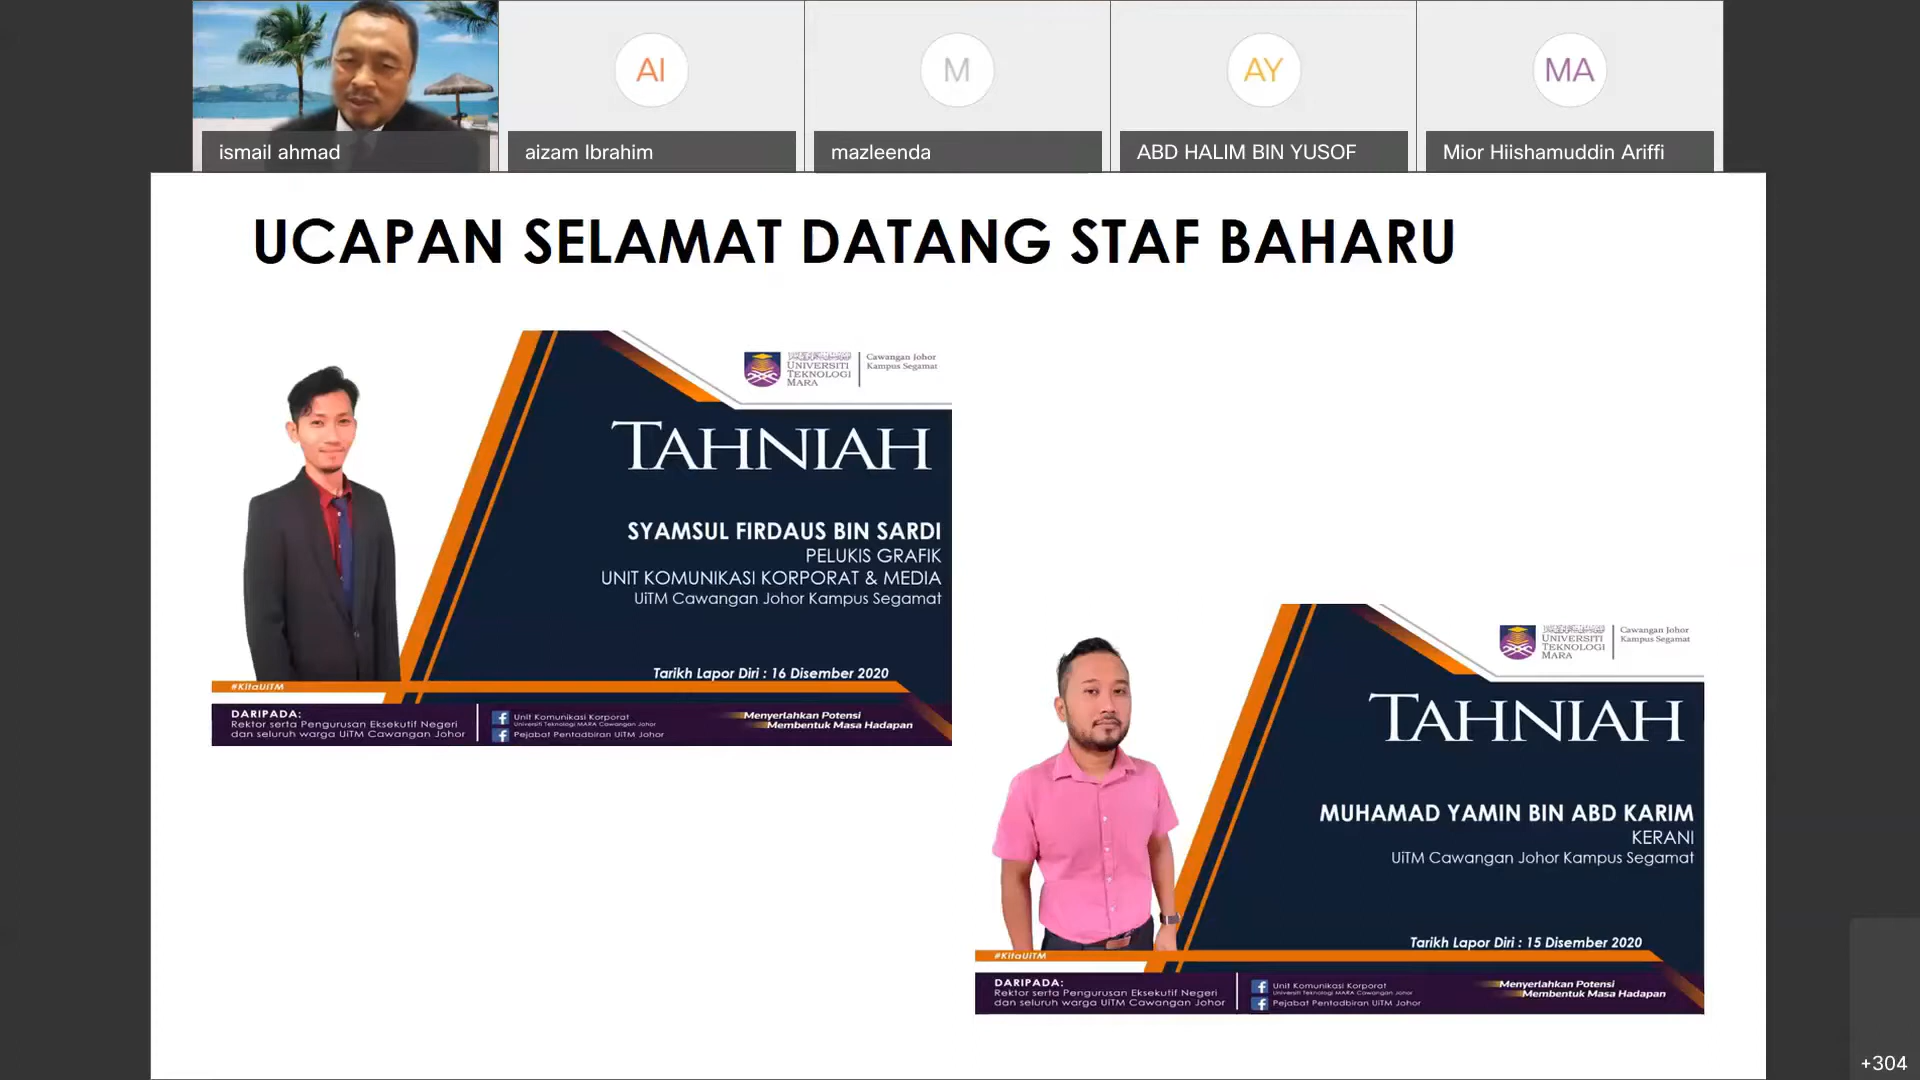 AI
M
AY
MA
ismail ahmad
aizam Ibrahim
mazleenda
ABD HALIM BIN YUSOF
Mior Hiishamuddin Ariffi
UCAPAN SELAMAT DATANG STAF BAHARU
UNIVERSITI
TEKNOLOGI
MARA
Cawangan Johor
Kampus Segamat
TAHNIAH
SYAMSUL FIRDAUS BIN SARDI
PELUKIS GRAFIK
UNIT KOMUNIKASI KORPORAT & MEDIA
UiTM Cawangan Johor Kampus Segamat
Tarikh Lapor Diri : 16 Disember 2020
#KitaUiTM
DARIPADA:
Rektor serta Pengurusan Eksekutif Negeri
dan seluruh warga UiTM Cawangan Johor
Unit Komunikasi Korporat
Universiti Teknologi MARA Cawangan Johor
Pejabat Pentadbiran UiTM Johor
Menyerlahkan Potensi
Membentuk Masa Hadapan
UNIVERSITI
TEKNOLOGI
MARA
Cawangan Johor
Kampus Segamat
TAHNIAH
MUHAMAD YAMIN BIN ABD KARIM
KERANI
UiTM Cawangan Johor Kampus Segamat
Tarikh Lapor Diri : 15 Disember 2020
#KitaUiTM
DARIPADA:
Rektor serta Pengurusan Eksekutif Negeri
dan seluruh warga UiTM Cawangan Johor
Unit Komunikasi Korporat
Universiti Teknologi MARA Cawangan Johor
Pejabat Pentadbiran UiTM Johor
Menyerlahkan Potensi
Membentuk Masa Hadapan
+304